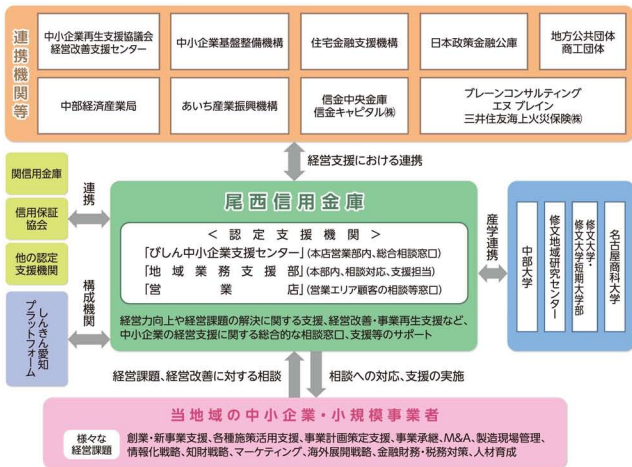 連携機関等
中小企業再生支援協議会
経営改善支援センター
中小企業基盤整備機構
住宅金融支援機構
日本政策金融公庫
地方公共団体
商工団体
中部経済産業局
あいち産業振興機構
信金中央金庫
信金キャピタル㈱
ブレーンコンサルティング
エヌ ブレイン
三井住友海上火災保険㈱
経営支援における連携
関信用金庫
信用保証
協会
他の認定
支援機関
連携
しんきん愛知
プラットフォーム
構成機関
尾西信用金庫
＜認定支援機関＞
「びしん中小企業支援センター」(本店営業部内、総合相談窓口)
「地域業務支援部」(本部内、相談対応、支援担当)
「営業店」(営業エリア顧客の相談等窓口)
経営力向上や経営課題の解決に関する支援、経営改善・事業再生支援など、
中小企業の経営支援に関する総合的な相談窓口、支援等のサポート
産学連携
中部大学
修文地域研究センター
修文大学・
修文大学短期大学部
名古屋商科大学
経営課題、経営改善に対する相談
相談への対応、支援の実施
当地域の中小企業・小規模事業者
様々な
経営課題
創業・新事業支援、各種施策活用支援、事業計画策定支援、事業承継、M&A、製造現場管理、
情報化戦略、知財戦略、マーケティング、海外展開戦略、金融財務・税務対策、人材育成